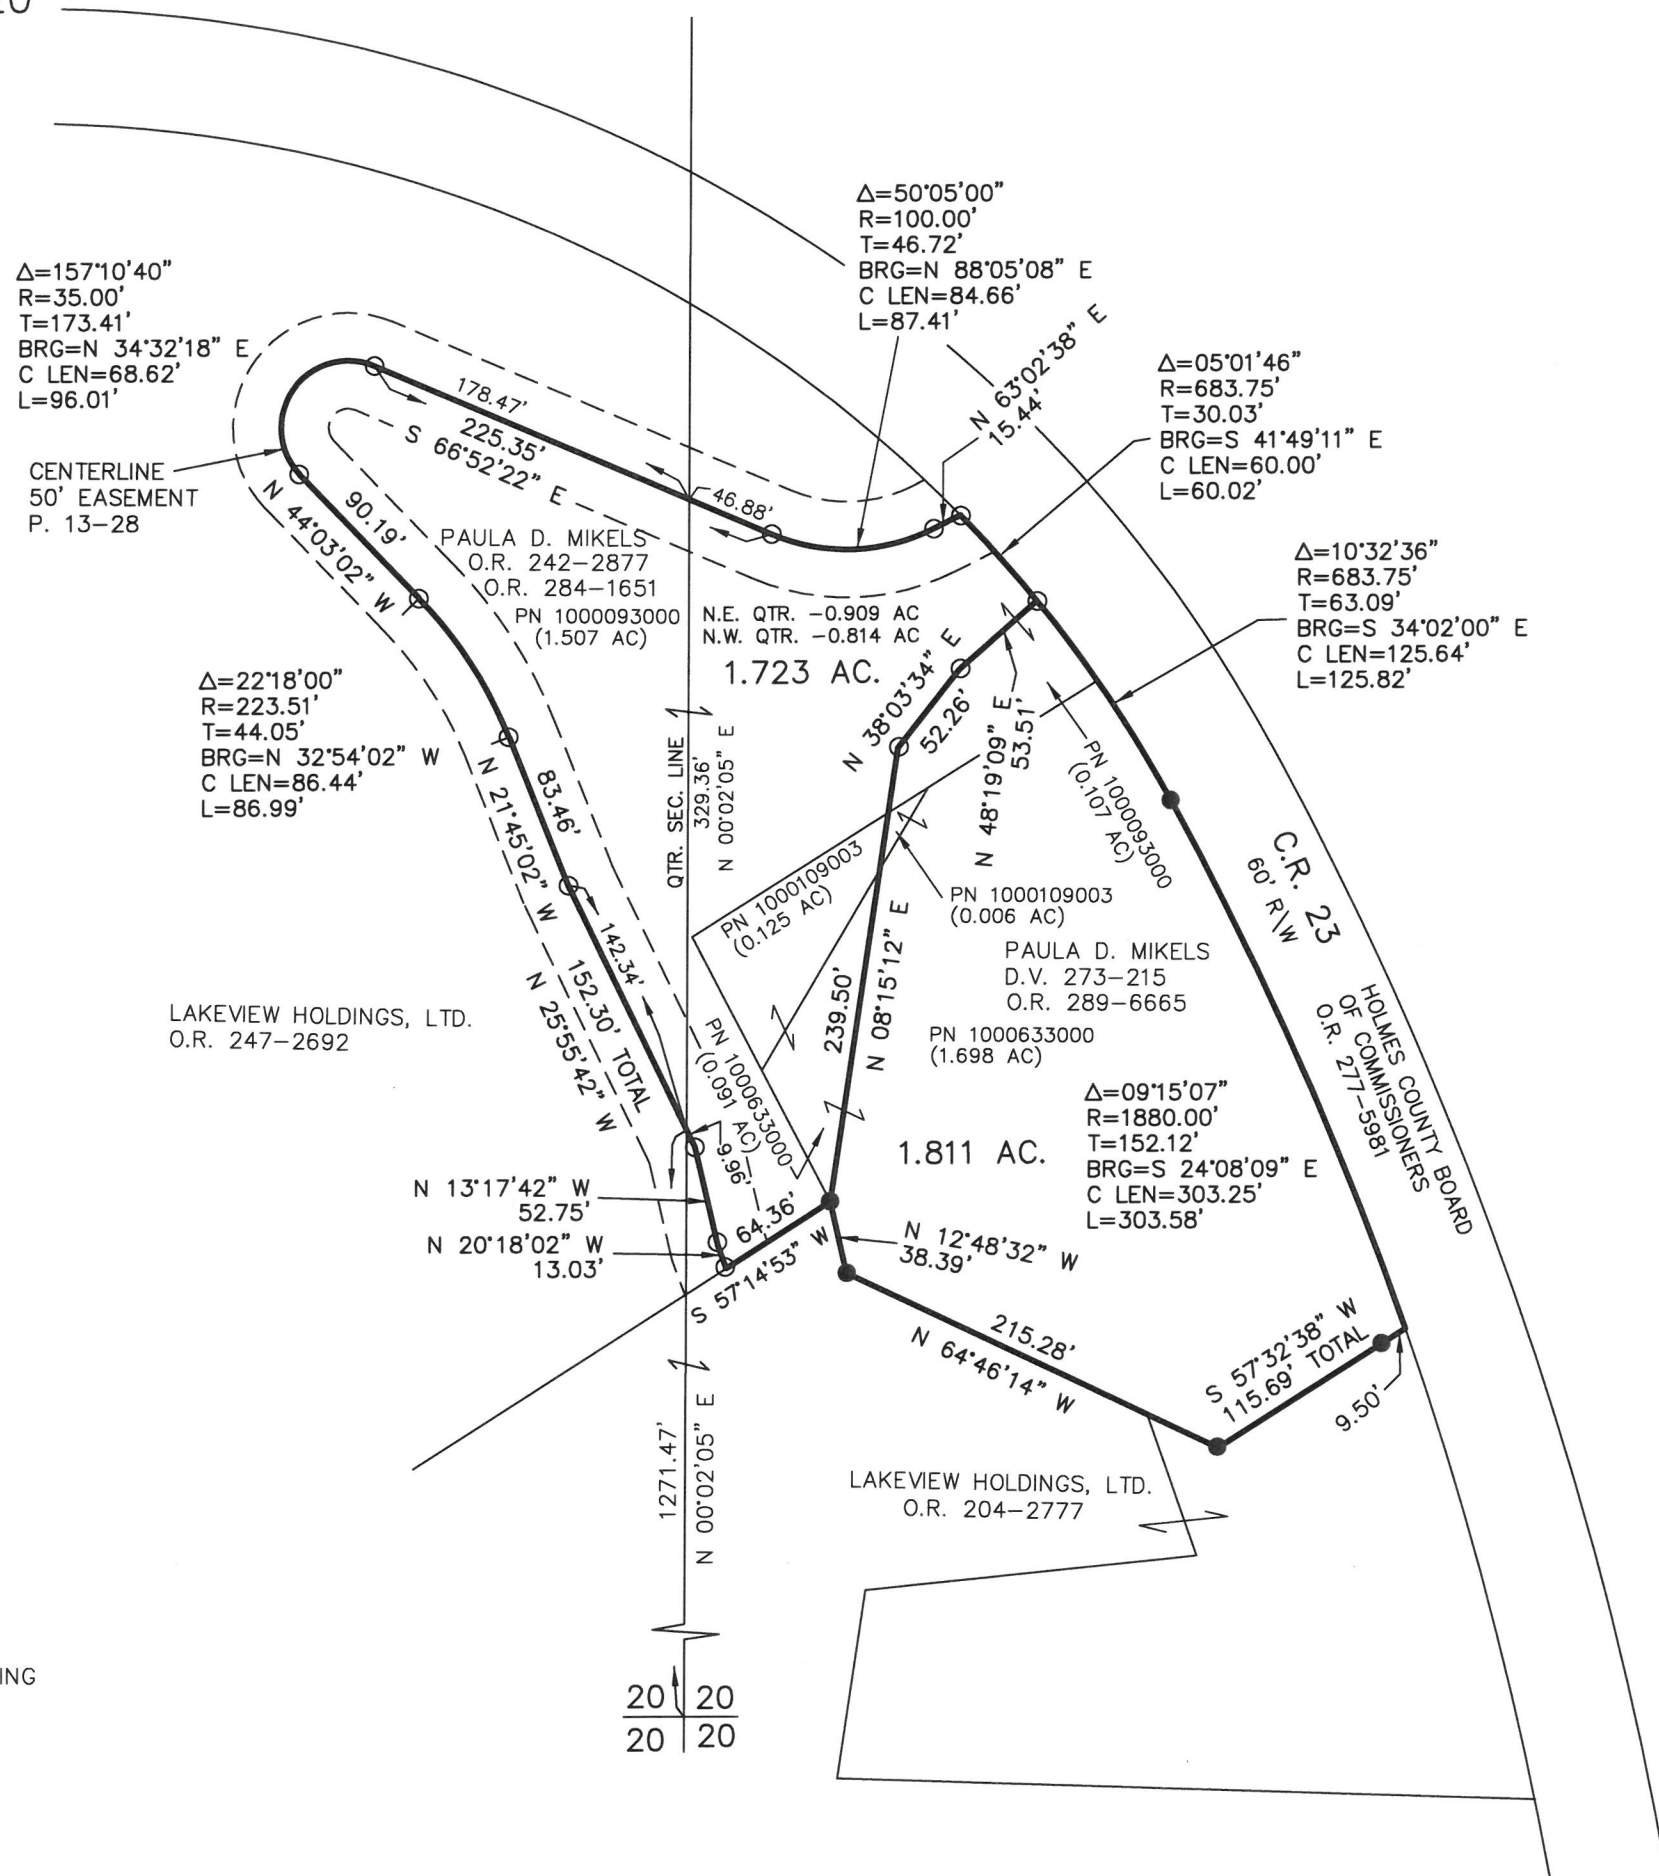 Δ=50°05'00"
R=100.00'
T=46.72'
BRG=N 88°05'08" E
C LEN=84.66'
L=87.41'
Δ=157°10'40"
R=35.00'
T=173.41'
BRG=N 34°32'18" E
C LEN=68.62'
L=96.01'
N 63°02'38" E
15.44'
Δ=05°01'46"
R=683.75'
T=30.03'
BRG=S 41°49'11" E
C LEN=60.00'
L=60.02'
178.47'
225.35'
S 66°52'22" E
46.88'
CENTERLINE
50' EASEMENT
P. 13-28
90.19'
N 44°03'02" W
PAULA D. MIKELS
O.R. 242-2877
O.R. 284-1651
PN 1000093000
(1.507 AC)
N.E. QTR. -0.909 AC
N.W. QTR. -0.814 AC
1.723 AC.
Δ=10°32'36"
R=683.75'
T=63.09'
BRG=S 34°02'00" E
C LEN=125.64'
L=125.82'
Δ=22°18'00"
R=223.51'
T=44.05'
BRG=N 32°54'02" W
C LEN=86.44'
L=86.99'
N 38°03'34" E
52.26'
N 48°19'09" E
53.51'
PN 1000093000
(0.107 AC)
QTR. SEC. LINE
329.36'
N 00°02'05" E
83.46'
N 21°45'02" W
PN 1000109003
(0.125 AC)
PN 1000109003
(0.006 AC)
C.R. 23
60' R\W
HOLMES COUNTY BOARD
OF COMMISSIONERS
O.R. 277-5981
PAULA D. MIKELS
D.V. 273-215
O.R. 289-6665
PN 1000633000
(1.698 AC)
239.50'
N 08°15'12" E
142.34'
152.30' TOTAL
N 25°55'42" W
LAKEVIEW HOLDINGS, LTD.
O.R. 247-2692
PN 1000633000
(0.091 AC)
9.96'
1.811 AC.
Δ=09°15'07"
R=1880.00'
T=152.12'
BRG=S 24°08'09" E
C LEN=303.25'
L=303.58'
N 13°17'42" W
52.75'
N 20°18'02" W
13.03'
64.36'
S 57°14'53" W
N 12°48'32" W
38.39'
215.28'
N 64°46'14" W
S 57°32'38" W
115.69' TOTAL
9.50'
1271.47'
N 00°02'05" E
LAKEVIEW HOLDINGS, LTD.
O.R. 204-2777
ING
20 20
20 20